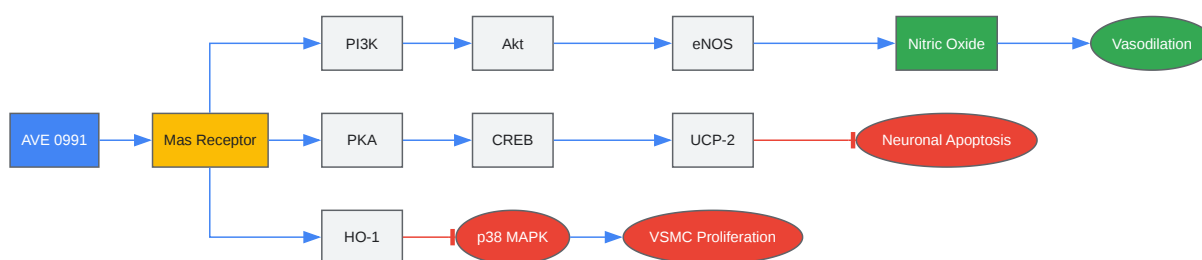 PI3K
Akt
eNOS
Nitric Oxide
Vasodilation
AVE 0991
Mas Receptor
PKA
CREB
UCP-2
Neuronal Apoptosis
HO-1
p38 MAPK
VSMC Proliferation